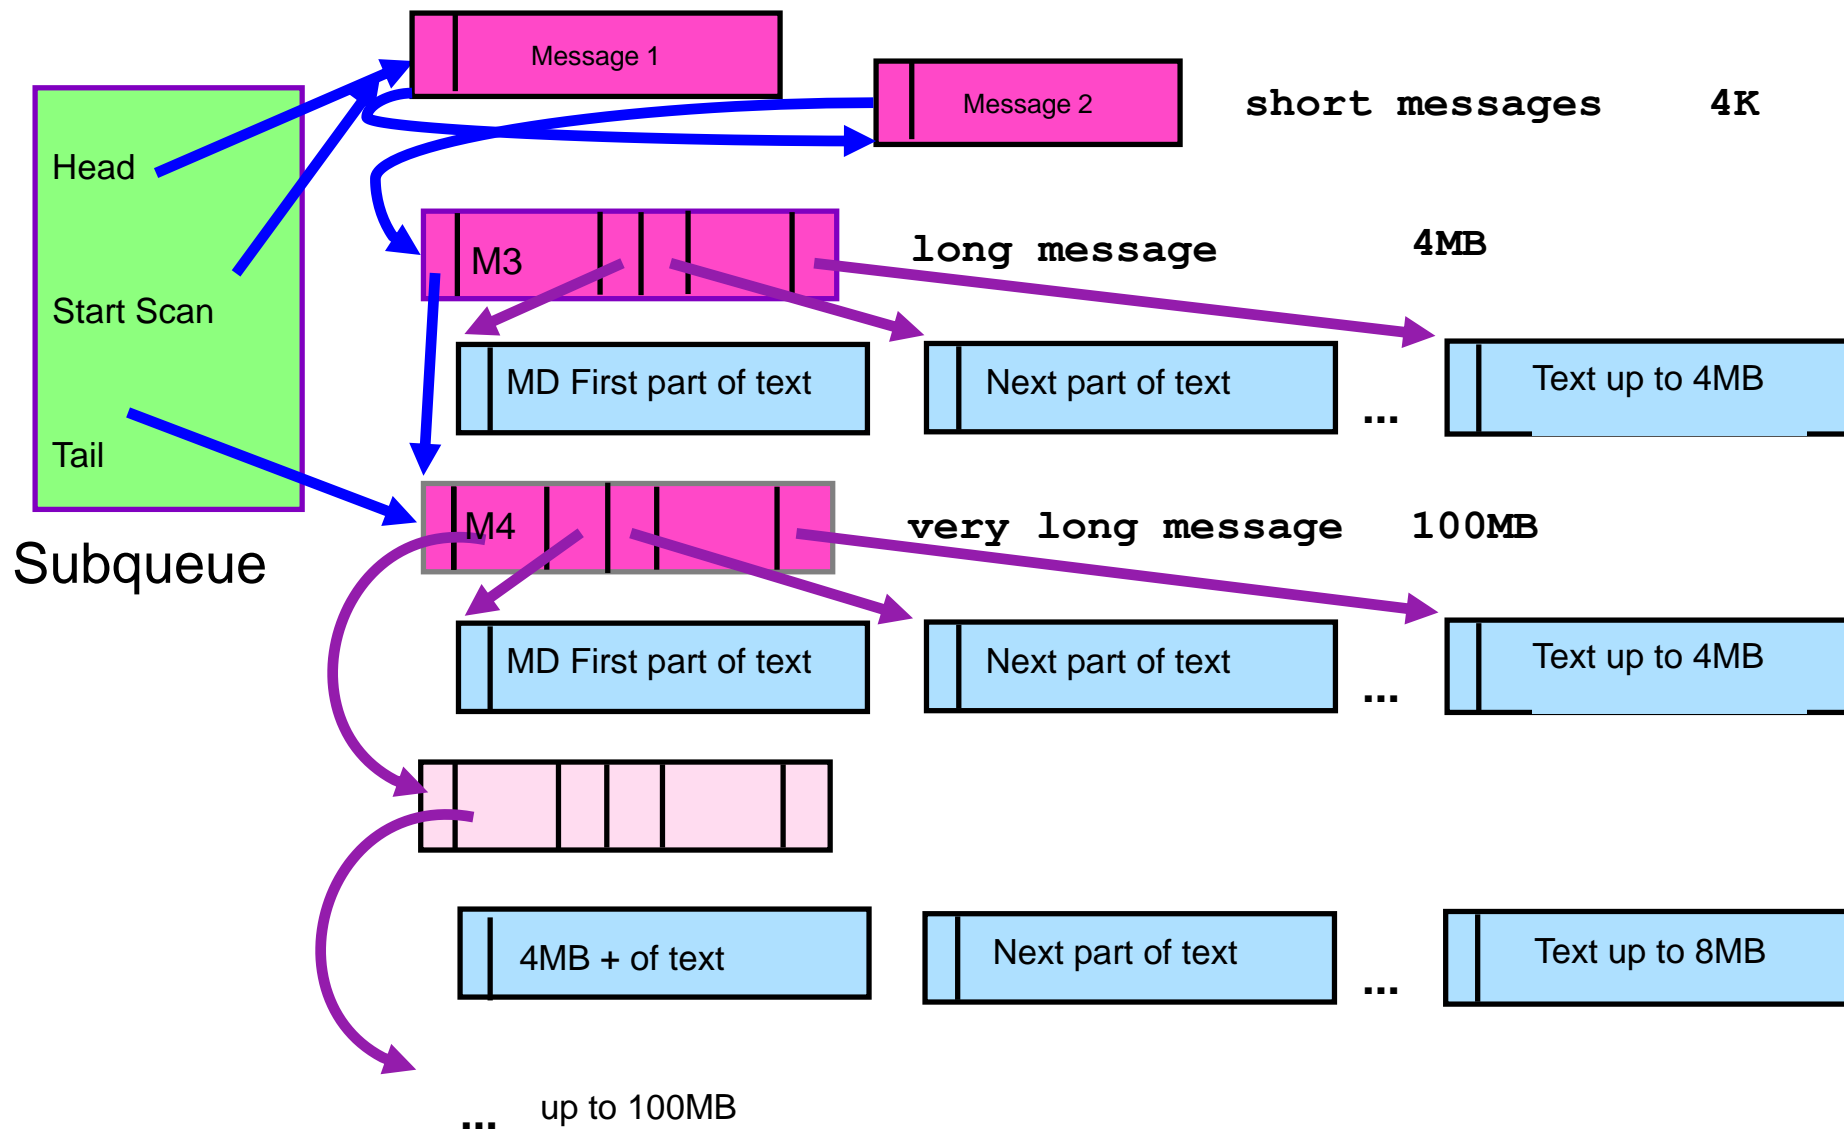 Message 1
Message 2
short messages 4K
Head
M3
long message 4MB
Start Scan
MD First part of text
Next part of text
...
Text up to 4MB
Tail
M4
very long message 100MB
Subqueue
MD First part of text
Next part of text
...
Text up to 4MB
4MB + of text
Next part of text
...
Text up to 8MB
... up to 100MB